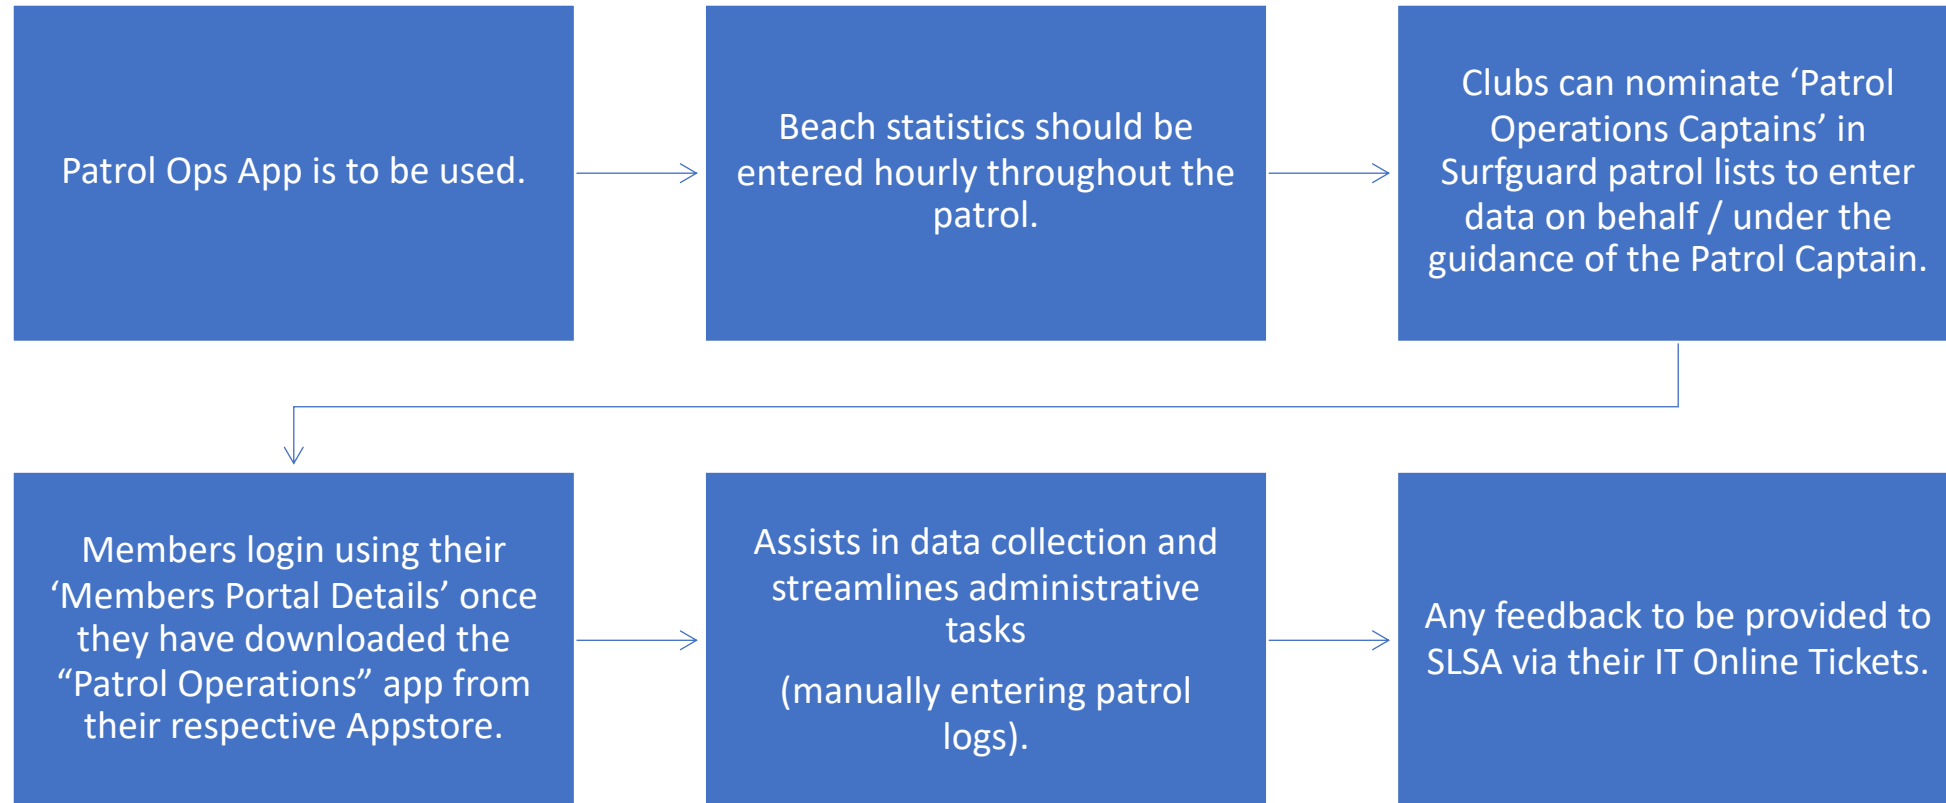 Patrol Ops App is to be used.
Beach statistics should be
entered hourly throughout the
patrol.
Clubs can nominate ‘Patrol
Operations Captains’ in
Surfguard patrol lists to enter
data on behalf / under the
guidance of the Patrol Captain.
Members login using their
‘Members Portal Details’ once
they have downloaded the
“Patrol Operations” app from
their respective Appstore.
Assists in data collection and
streamlines administrative
tasks
(manually entering patrol
logs).
Any feedback to be provided to
SLSA via their IT Online Tickets.